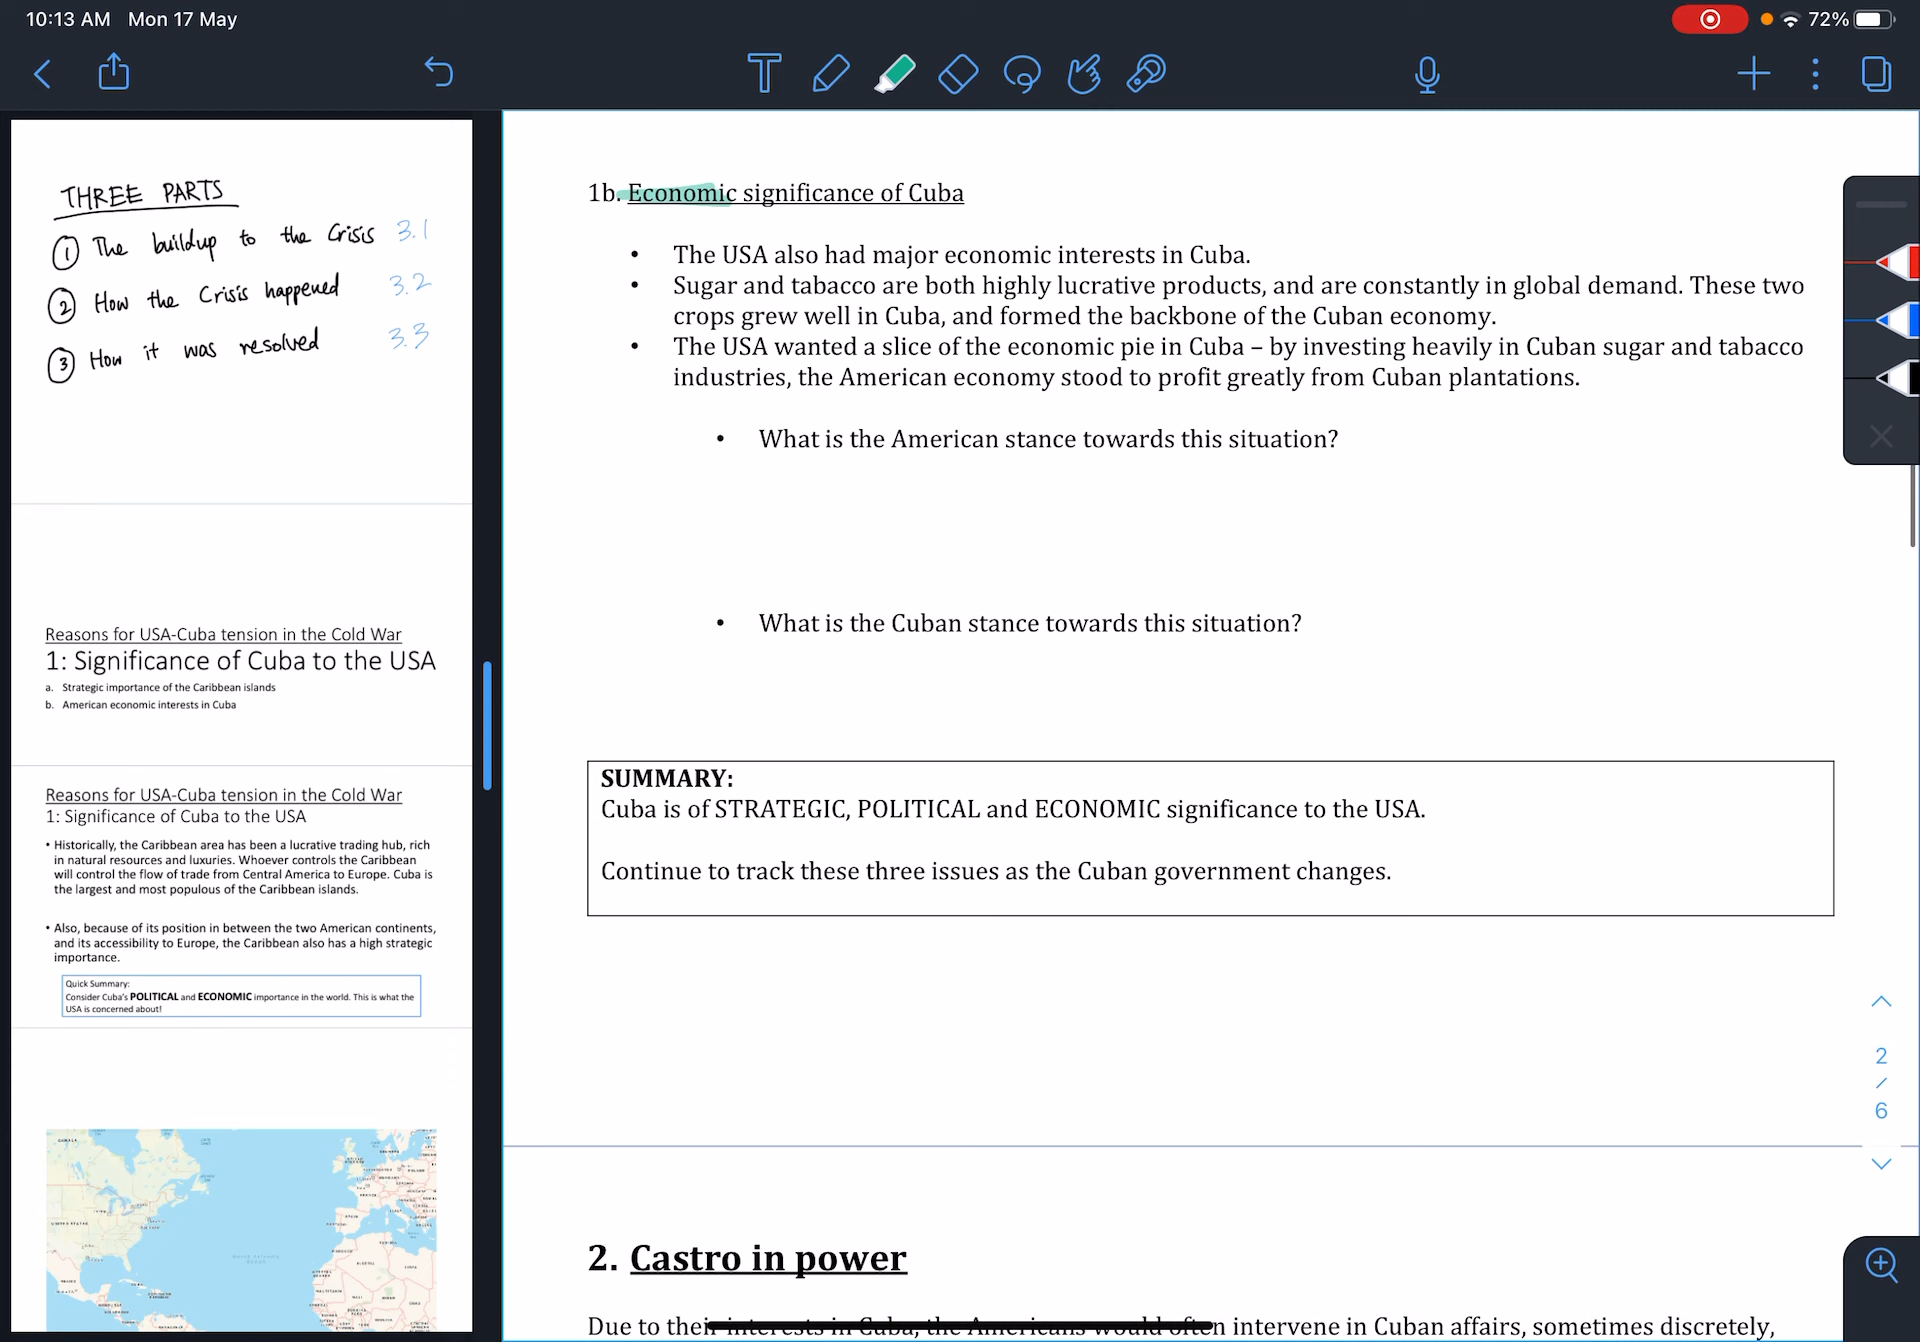 10:13 AM Mon 17 May
72%
THREE PARTS
1 The buildup to the Crisis 3.1
2 How the Crisis happened 3.2
3 How it was resolved 3.3
Reasons for USA-Cuba tension in the Cold War
1: Significance of Cuba to the USA
a. Strategic importance of the Caribbean islands
b. American economic interests in Cuba
Reasons for USA-Cuba tension in the Cold War
1: Significance of Cuba to the USA
• Historically, the Caribbean area has been a lucrative trading hub, rich
in natural resources and luxuries. Whoever controls the Caribbean
will control the flow of trade from Central America to Europe. Cuba is
the largest and most populous of the Caribbean islands.
• Also, because of its position in between the two American continents,
and its accessibility to Europe, the Caribbean also has a high strategic
importance.
Quick Summary:
Consider Cuba's POLITICAL and ECONOMIC importance in the world. This is what the
USA is concerned about!
1b. Economic significance of Cuba
• The USA also had major economic interests in Cuba.
• Sugar and tabacco are both highly lucrative products, and are constantly in global demand. These two
crops grew well in Cuba, and formed the backbone of the Cuban economy.
• The USA wanted a slice of the economic pie in Cuba – by investing heavily in Cuban sugar and tabacco
industries, the American economy stood to profit greatly from Cuban plantations.
• What is the American stance towards this situation?
• What is the Cuban stance towards this situation?
SUMMARY:
Cuba is of STRATEGIC, POLITICAL and ECONOMIC significance to the USA.
Continue to track these three issues as the Cuban government changes.
2
/
6
2. Castro in power
Due to their interests in Cuba, the Americans would often intervene in Cuban affairs, sometimes discretely,